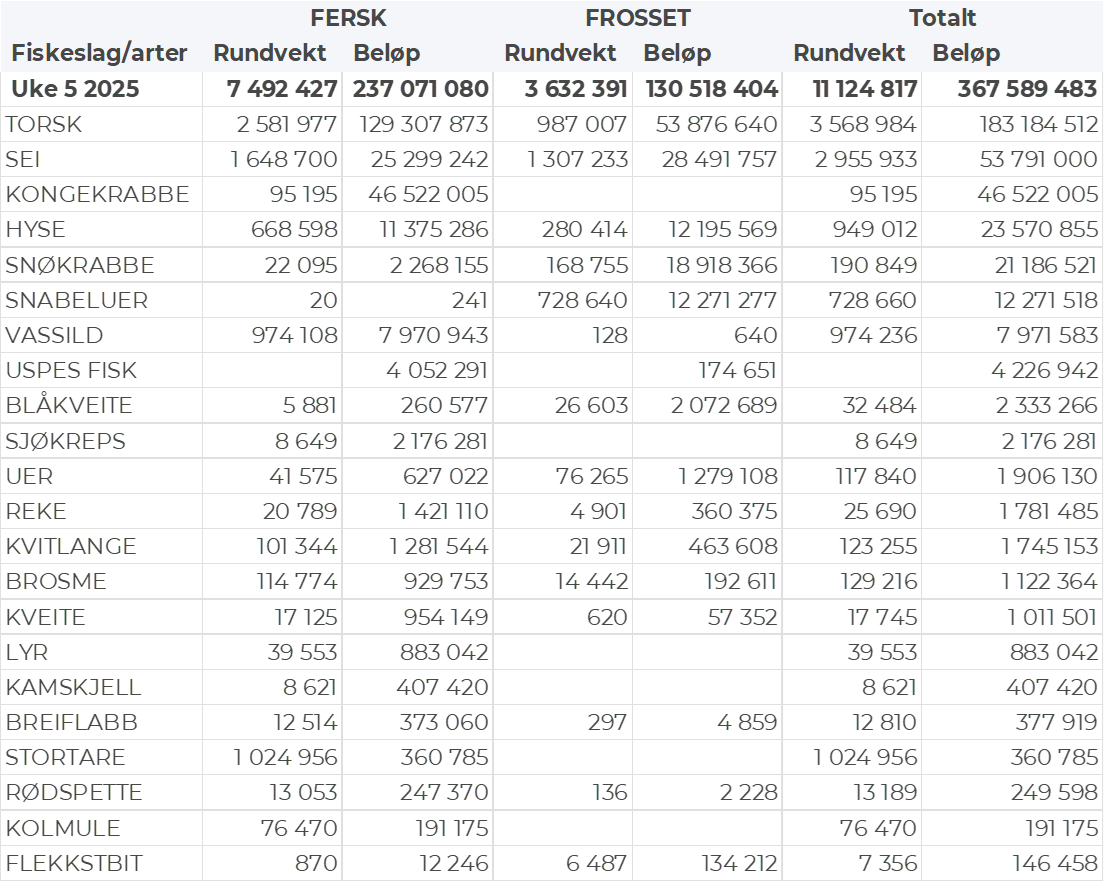 FERSK FROSSET Totalt
Fiskeslag/arter Rundvekt Beløp Rundvekt Beløp Rundvekt Beløp
Uke 5 2025 7 492 427 237 071 080 3 632 391 130 518 404 11 124 817 367 589 483
TORSK 2 581 977 129 307 873 987 007 53 876 640 3 568 984 183 184 512
SEI 1 648 700 25 299 242 1 307 233 28 491 757 2 955 933 53 791 000
KONGEKRABBE 95 195 46 522 005 95 195 46 522 005
HYSE 668 598 11 375 286 280 414 12 195 569 949 012 23 570 855
SNØKRABBE 22 095 2 268 155 168 755 18 918 366 190 849 21 186 521
SNABELUER 20 241 728 640 12 271 277 728 660 12 271 518
VASSILD 974 108 7 970 943 128 640 974 236 7 971 583
USPES FISK 4 052 291 174 651 4 226 942
BLÅKVEITE 5 881 260 577 26 603 2 072 689 32 484 2 333 266
SJØKREPS 8 649 2 176 281 8 649 2 176 281
UER 41 575 627 022 76 265 1 279 108 117 840 1 906 130
REKE 20 789 1 421 110 4 901 360 375 25 690 1 781 485
KVITLANGE 101 344 1 281 544 21 911 463 608 123 255 1 745 153
BROSME 114 774 929 753 14 442 192 611 129 216 1 122 364
KVEITE 17 125 954 149 620 57 352 17 745 1 011 501
LYR 39 553 883 042 39 553 883 042
KAMSKJELL 8 621 407 420 8 621 407 420
BREIFLABB 12 514 373 060 297 4 859 12 810 377 919
STORTARE 1 024 956 360 785 1 024 956 360 785
RØDSPETTE 13 053 247 370 136 2 228 13 189 249 598
KOLMULE 76 470 191 175 76 470 191 175
FLEKKSTBIT 870 12 246 6 487 134 212 7 356 146 458